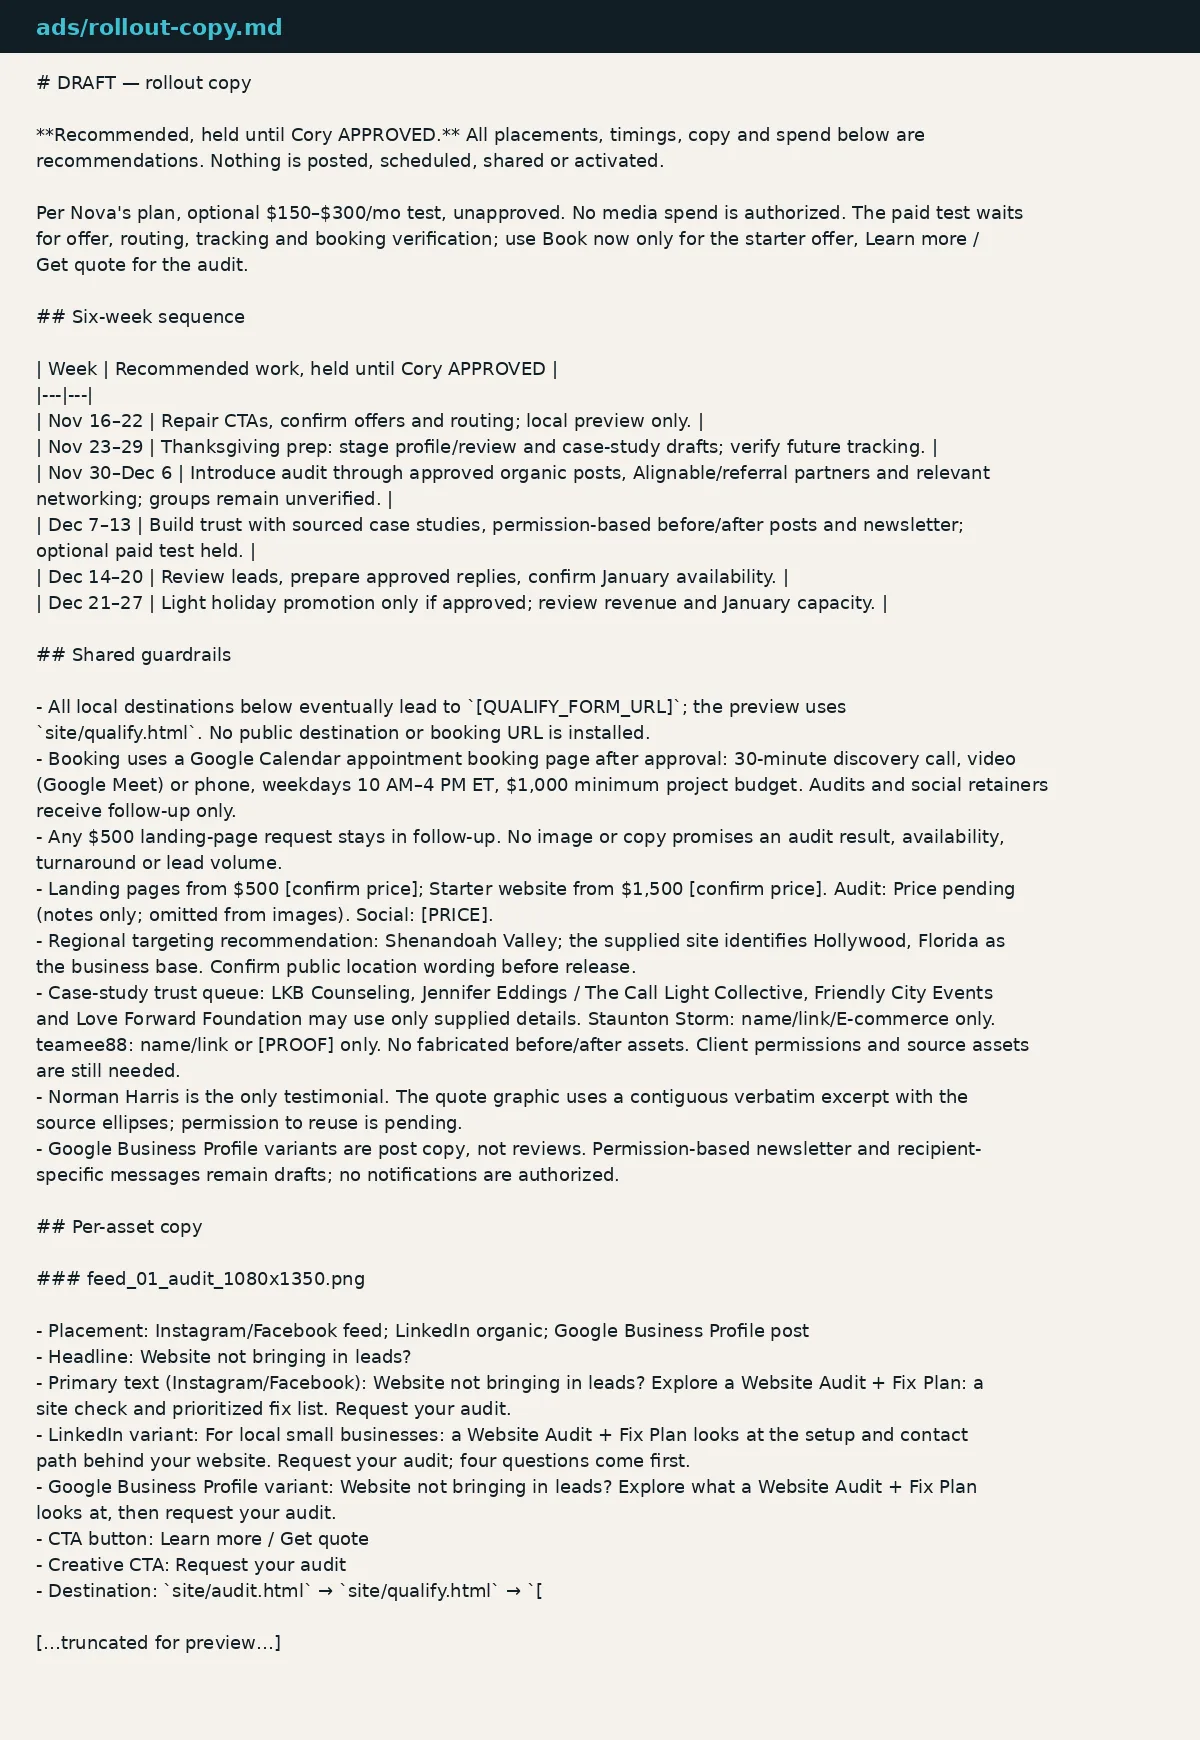 ads/rollout-copy.md
# DRAFT — rollout copy
**Recommended, held until Cory APPROVED.** All placements, timings, copy and spend below are
recommendations. Nothing is posted, scheduled, shared or activated.
Per Nova's plan, optional $150–$300/mo test, unapproved. No media spend is authorized. The paid test waits
for offer, routing, tracking and booking verification; use Book now only for the starter offer, Learn more /
Get quote for the audit.
## Six-week sequence
| Week | Recommended work, held until Cory APPROVED |
|---|---|
| Nov 16–22 | Repair CTAs, confirm offers and routing; local preview only. |
| Nov 23–29 | Thanksgiving prep: stage profile/review and case-study drafts; verify future tracking. |
| Nov 30–Dec 6 | Introduce audit through approved organic posts, Alignable/referral partners and relevant
networking; groups remain unverified. |
| Dec 7–13 | Build trust with sourced case studies, permission-based before/after posts and newsletter;
optional paid test held. |
| Dec 14–20 | Review leads, prepare approved replies, confirm January availability. |
| Dec 21–27 | Light holiday promotion only if approved; review revenue and January capacity. |
## Shared guardrails
- All local destinations below eventually lead to `[QUALIFY_FORM_URL]`; the preview uses
`site/qualify.html`. No public destination or booking URL is installed.
- Booking uses a Google Calendar appointment booking page after approval: 30-minute discovery call, video
(Google Meet) or phone, weekdays 10 AM–4 PM ET, $1,000 minimum project budget. Audits and social retainers
receive follow-up only.
- Any $500 landing-page request stays in follow-up. No image or copy promises an audit result, availability,
turnaround or lead volume.
- Landing pages from $500 [confirm price]; Starter website from $1,500 [confirm price]. Audit: Price pending
(notes only; omitted from images). Social: [PRICE].
- Regional targeting recommendation: Shenandoah Valley; the supplied site identifies Hollywood, Florida as
the business base. Confirm public location wording before release.
- Case-study trust queue: LKB Counseling, Jennifer Eddings / The Call Light Collective, Friendly City Events
and Love Forward Foundation may use only supplied details. Staunton Storm: name/link/E-commerce only.
teamee88: name/link or [PROOF] only. No fabricated before/after assets. Client permissions and source assets
are still needed.
- Norman Harris is the only testimonial. The quote graphic uses a contiguous verbatim excerpt with the
source ellipses; permission to reuse is pending.
- Google Business Profile variants are post copy, not reviews. Permission-based newsletter and recipient-
specific messages remain drafts; no notifications are authorized.
## Per-asset copy
### feed_01_audit_1080x1350.png
- Placement: Instagram/Facebook feed; LinkedIn organic; Google Business Profile post
- Headline: Website not bringing in leads?
- Primary text (Instagram/Facebook): Website not bringing in leads? Explore a Website Audit + Fix Plan: a
site check and prioritized fix list. Request your audit.
- LinkedIn variant: For local small businesses: a Website Audit + Fix Plan looks at the setup and contact
path behind your website. Request your audit; four questions come first.
- Google Business Profile variant: Website not bringing in leads? Explore what a Website Audit + Fix Plan
looks at, then request your audit.
- CTA button: Learn more / Get quote
- Creative CTA: Request your audit
- Destination: `site/audit.html` → `site/qualify.html` → `[
[…truncated for preview…]